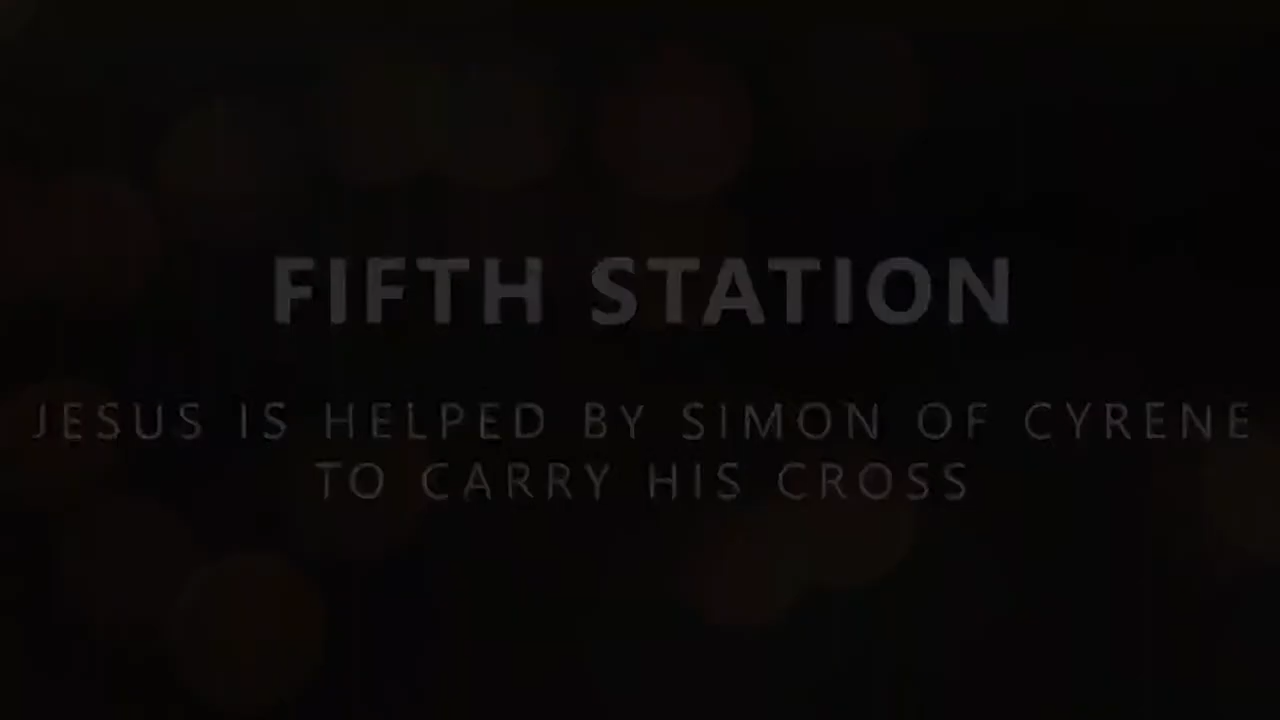 FIFTH STATION
JESUS IS HELPED BY SIMON OF CYRENE
TO CARRY HIS CROSS